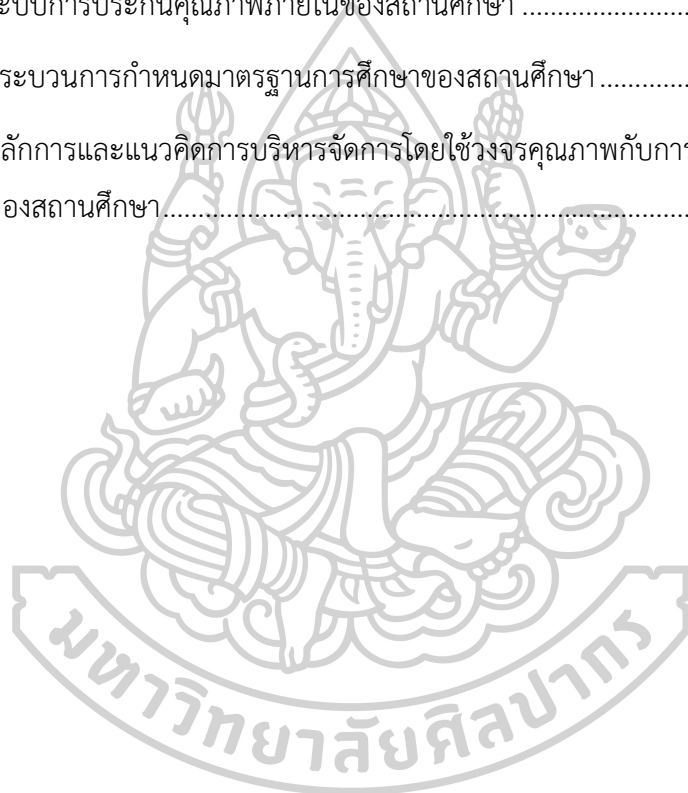 ะบบการประกันคุณภาพภายในของสถานศึกษา ....................
ระบวนการกำหนดมาตรฐานการศึกษาของสถานศึกษา ............
ลักการและแนวคิดการบริหารจัดการโดยใช้วงจรคุณภาพกับกา
องสถานศึกษา.................................................................
มหาวิทยาลัยศิลปากร